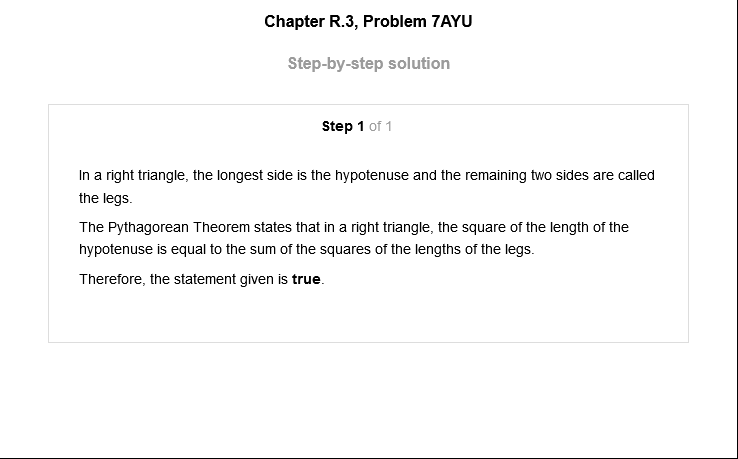 Chapter R.3, Problem 7AYU
Step-by-step solution
Step 1 of 1
In a right triangle, the longest side is the hypotenuse and the remaining two sides are called
the legs.
The Pythagorean Theorem states that in a right triangle, the square of the length of the
hypotenuse is equal to the sum of the squares of the lengths of the legs.
Therefore, the statement given is true.